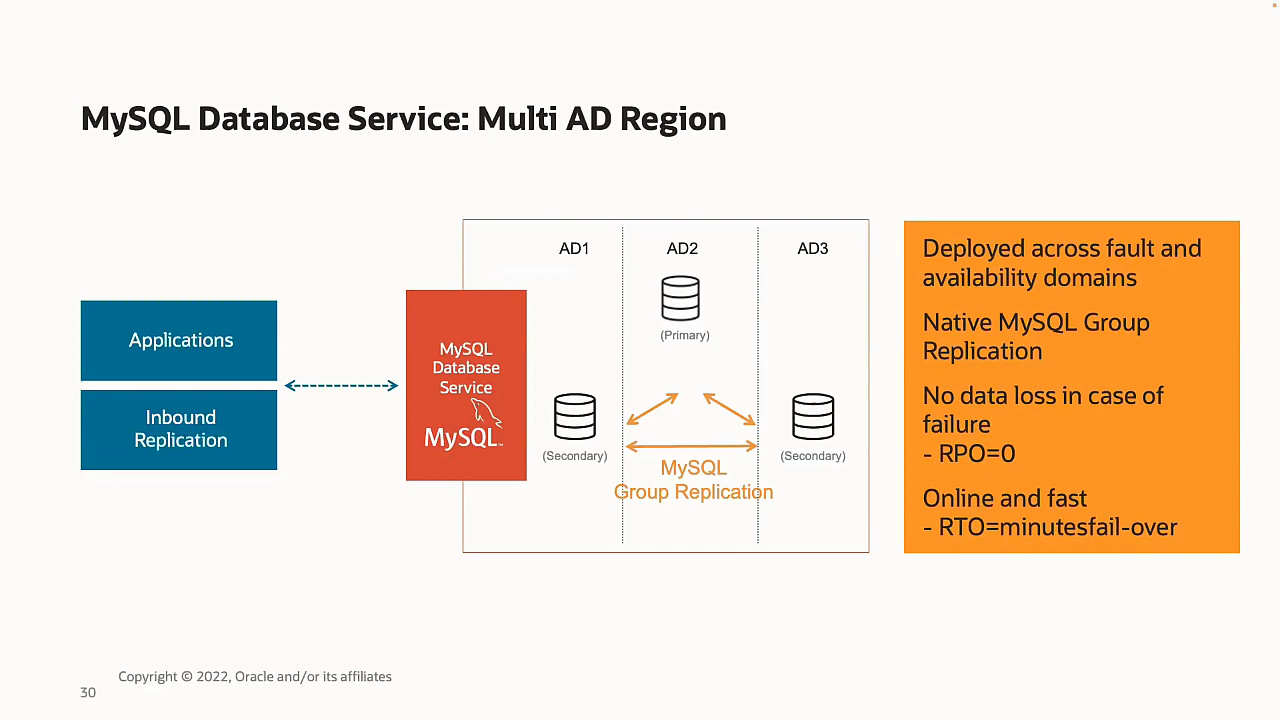 MySQL Database Service: Multi AD Region
Applications
Inbound
Replication
MySQL
Database
Service
MySQL™
AD1
AD2
AD3
(Primary)
(Secondary)
(Secondary)
MySQL
Group Replication
Deployed across fault and
availability domains
Native MySQL Group
Replication
No data loss in case of
failure
- RPO=0
Online and fast
- RTO=minutesfail-over
Copyright © 2022, Oracle and/or its affiliates
30